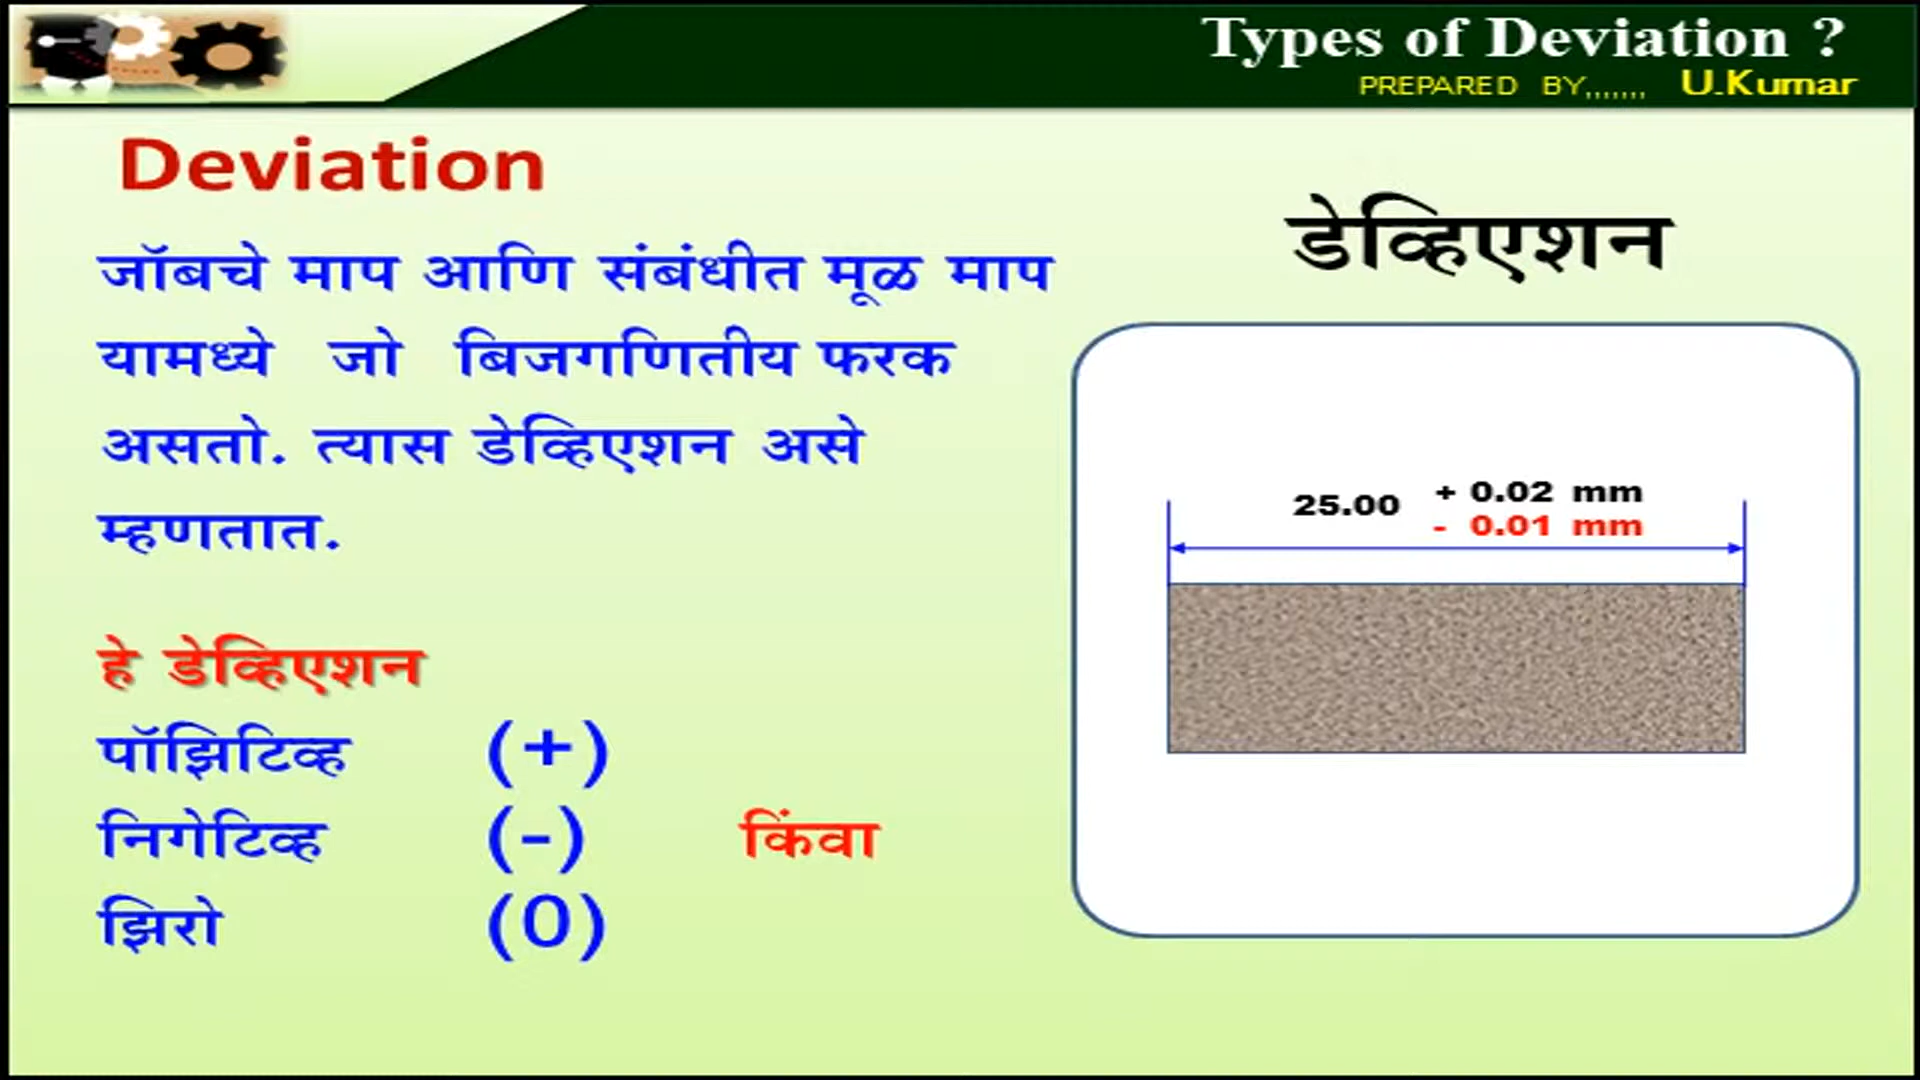 Types of Deviation ?
PREPARED BY,,,,,,, U.Kumar
Deviation
जॉबचे माप आणि संबंधीत मूळ माप
यामध्ये जो बिजगणितीय फरक
असतो. त्यास डेव्हिएशन असे
म्हणतात.
हे डेव्हिएशन
पॉझिटिव्ह (+)
निगेटिव्ह (-) किंवा
झिरो (0)
डेव्हिएशन
25.00 + 0.02 mm
- 0.01 mm